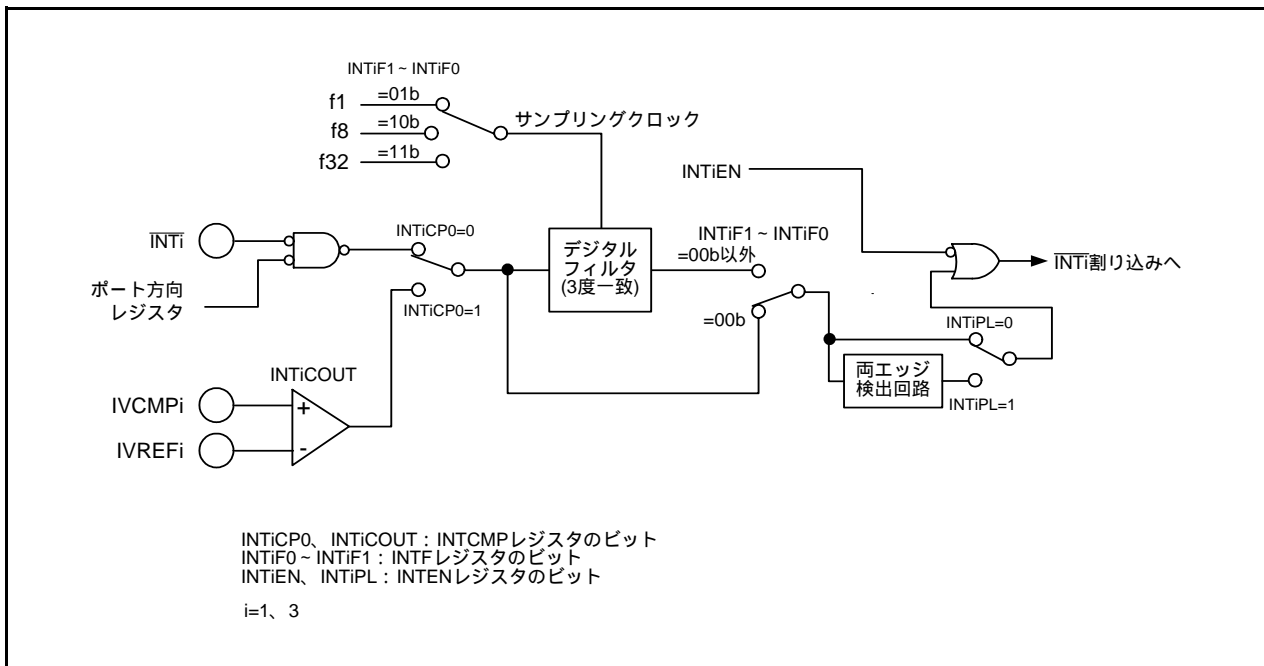 INTiF1 ~ INTiF0
f1
=01b
f8
=10b
f32
=11b
サンプリングクロック
INTiEN
INTi
INTiCP0=0
デジタル
フィルタ
(3度一致)
INTiF1 ~ INTiF0
=00b以外
INTi割り込みへ
ポート方向
レジスタ
INTiCP0=1
=00b
INTiPL=0
INTiCOUT
両エッジ
検出回路
INTiPL=1
IVCMPi
+
IVREFi
-
INTiCP0、INTiCOUT : INTCMPレジスタのビット
INTiF0 ~ INTiF1 : INTFレジスタのビット
INTiEN、INTiPL : INTENレジスタのビット
i=1、3